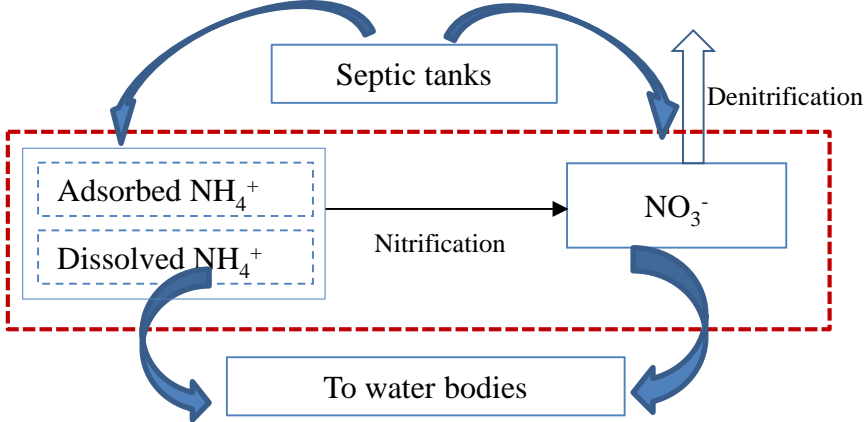 Septic tanks
Denitrification
Adsorbed NH₄⁺
NO₃⁻
Nitrification
Dissolved NH₄⁺
To water bodies